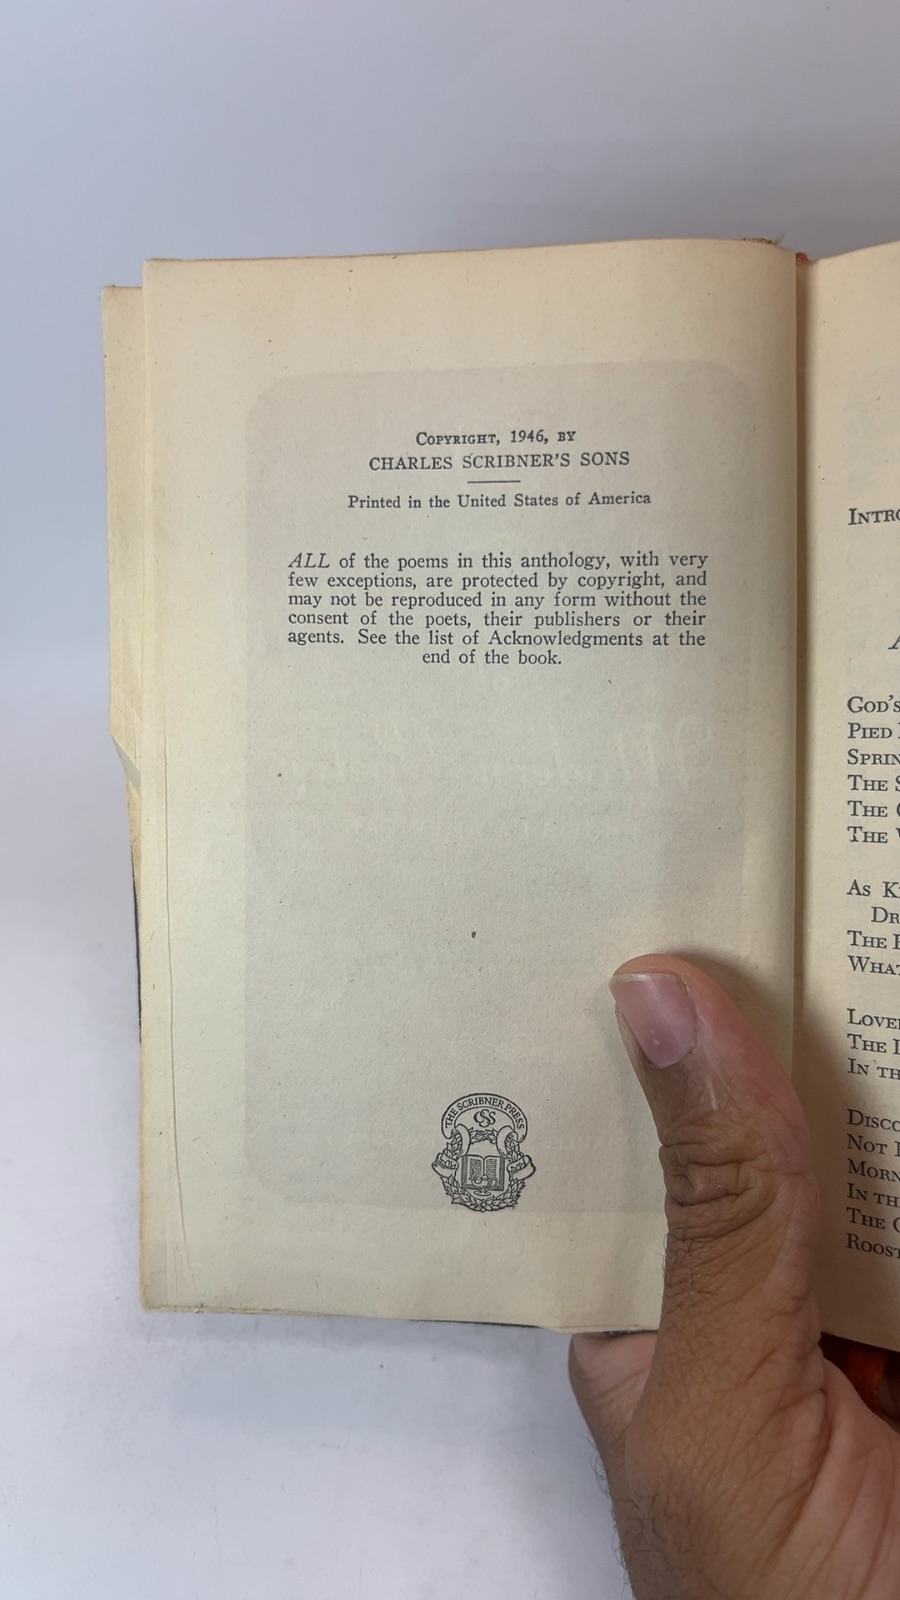 COPYRIGHT, 1946, BY
CHARLES SCRIBNER'S SONS
Printed in the United States of America
ALL of the poems in this anthology, with very
few exceptions, are protected by copyright, and
may not be reproduced in any form without the
consent of the poets, their publishers or their
agents. See the list of Acknowledgments at the
end of the book.
THE SCRIBNER PRESS
CSS
INTRO
A
GOD'S
PIED
SPRIN
THE S
THE
THE
AS K
DR
THE
WHAT
LOVE
THE
IN TH
DISCO
NOT
MORN
IN TH
THE
ROOST